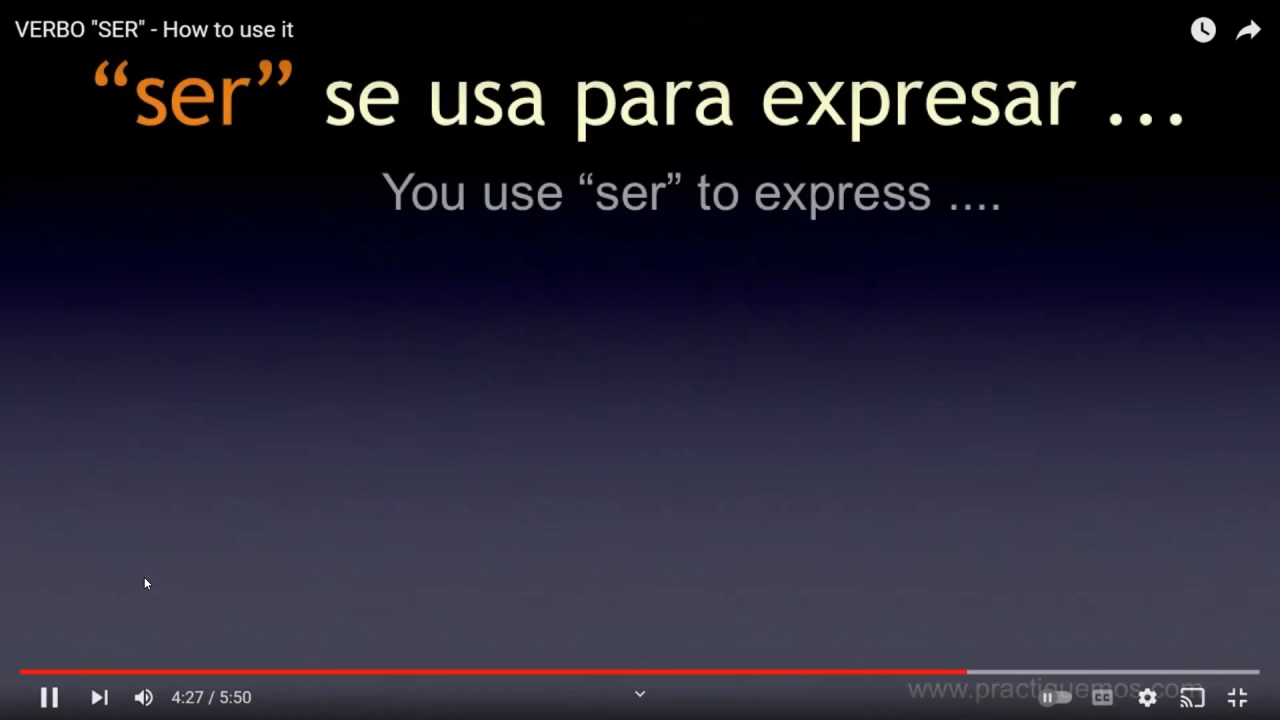 VERBO "SER" - How to use it
“ser” se usa para expresar ...
You use “ser” to express ....
www.practiquemos.com
4:27 / 5:50
CC